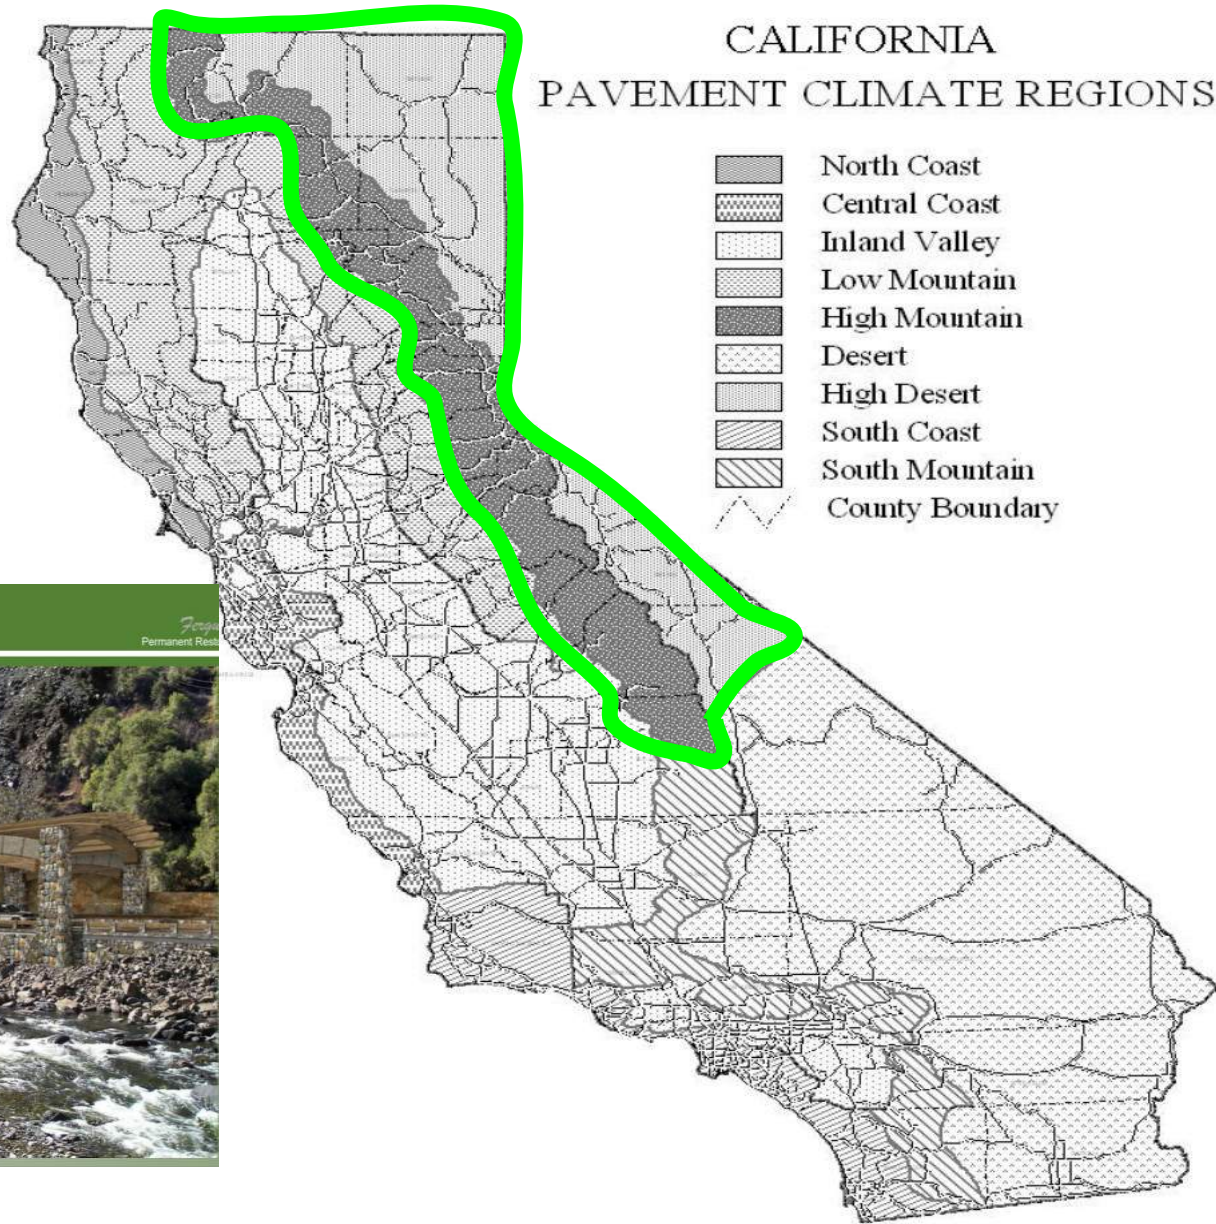 CALIFORNIA
PAVEMENT CLIMATE REGIONS
North Coast
Central Coast
Inland Valley
Low Mountain
High Mountain
Desert
High Desert
South Coast
South Mountain
County Boundary
Permanent